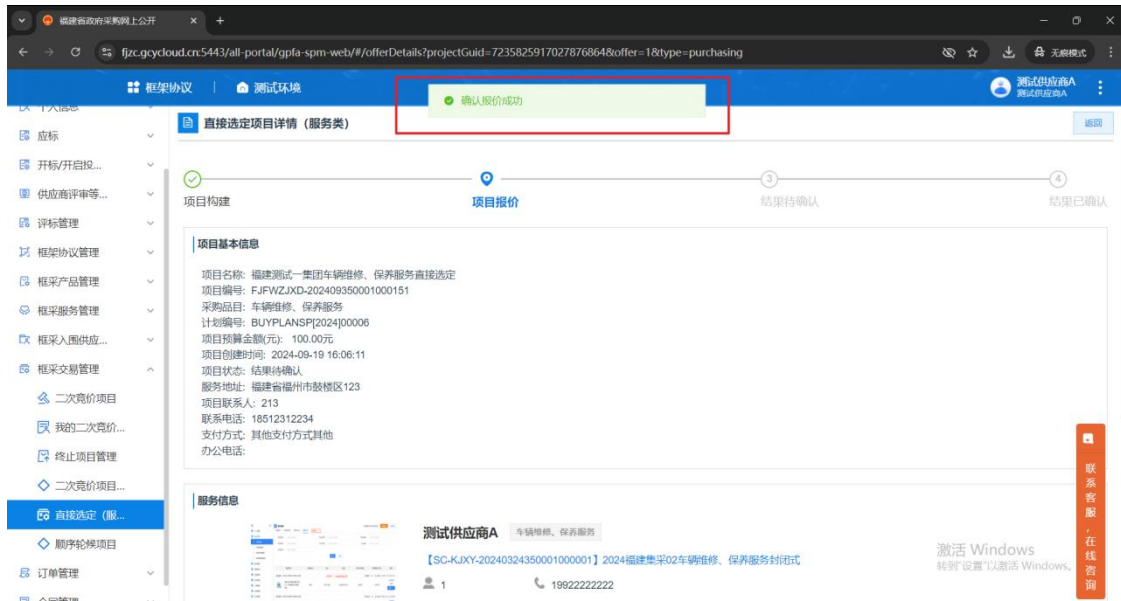 福建省政府采购网上公开
fjzc.gcycloud.cn:5443/all-portal/gpfa-spm-web/#/offerDetails?projectGuid=7235825917027876864&offer=1&type=purchasing
无痕模式
框架协议
测试环境
确认报价成功
测试供应商A
测试供应商A
个人信息
直接选定项目详情（服务类）
返回
应标
开标/开启投...
供应商评审等...
评标管理
框架协议管理
框采产品管理
框采服务管理
框采入围供应...
框采交易管理
二次竞价项目
我的二次竞价...
终止项目管理
二次竞价项目...
直接选定（服...
顺序轮候项目
订单管理
合同管理
项目构建
项目报价
3
结果待确认
4
结果已确认
项目基本信息
项目名称: 福建测试一集团车辆维修、保养服务直接选定
项目编号: FJFWZJXD-202409350001000151
采购品目: 车辆维修、保养服务
计划编号: BUYPLANSP[2024]00006
项目预算金额(元): 100.00元
项目创建时间: 2024-09-19 16:06:11
项目状态: 结果待确认
服务地址: 福建省福州市鼓楼区123
项目联系人: 213
联系电话: 18512312234
支付方式: 其他支付方式其他
办公电话:
服务信息
测试供应商A
车辆维修、保养服务
【SC-KJXY-20240324350001000001】2024福建集采02车辆维修、保养服务封闭式
1
19922222222
联系客服，在线咨询
激活 Windows
转到"设置"以激活 Windows。